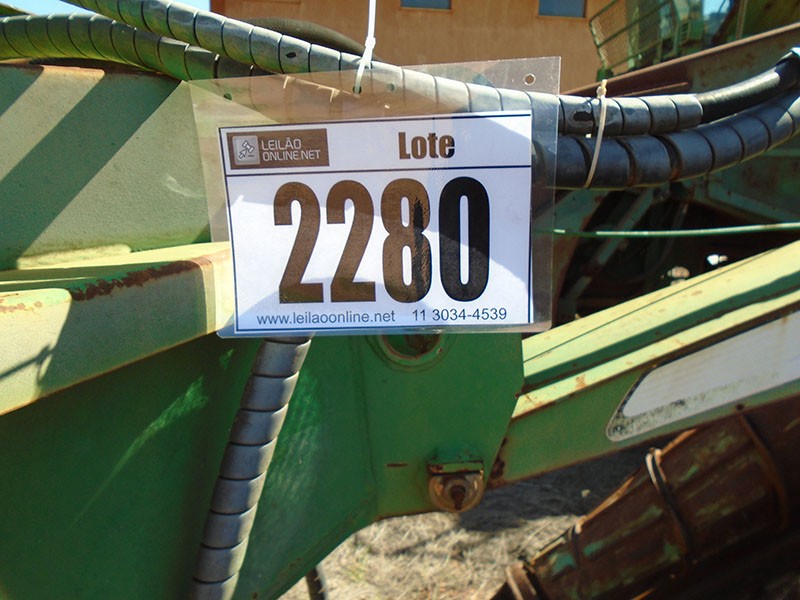 LEILÃO
ONLINE.NET
Lote
2280
www.leilaoonline.net 11 3034-4539